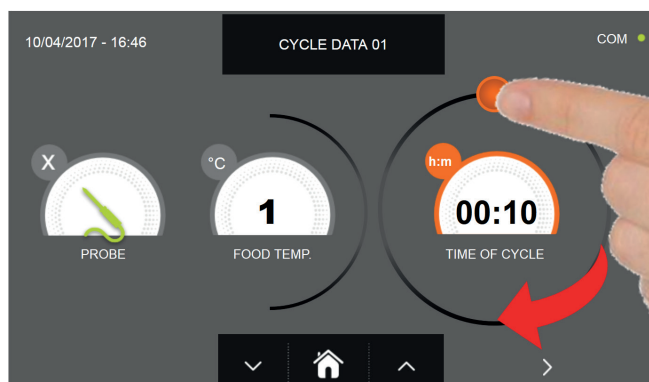 10/04/2017 - 16:46
CYCLE DATA 01
COM
X
°C
h:m
1
00:10
PROBE
FOOD TEMP.
TIME OF CYCLE